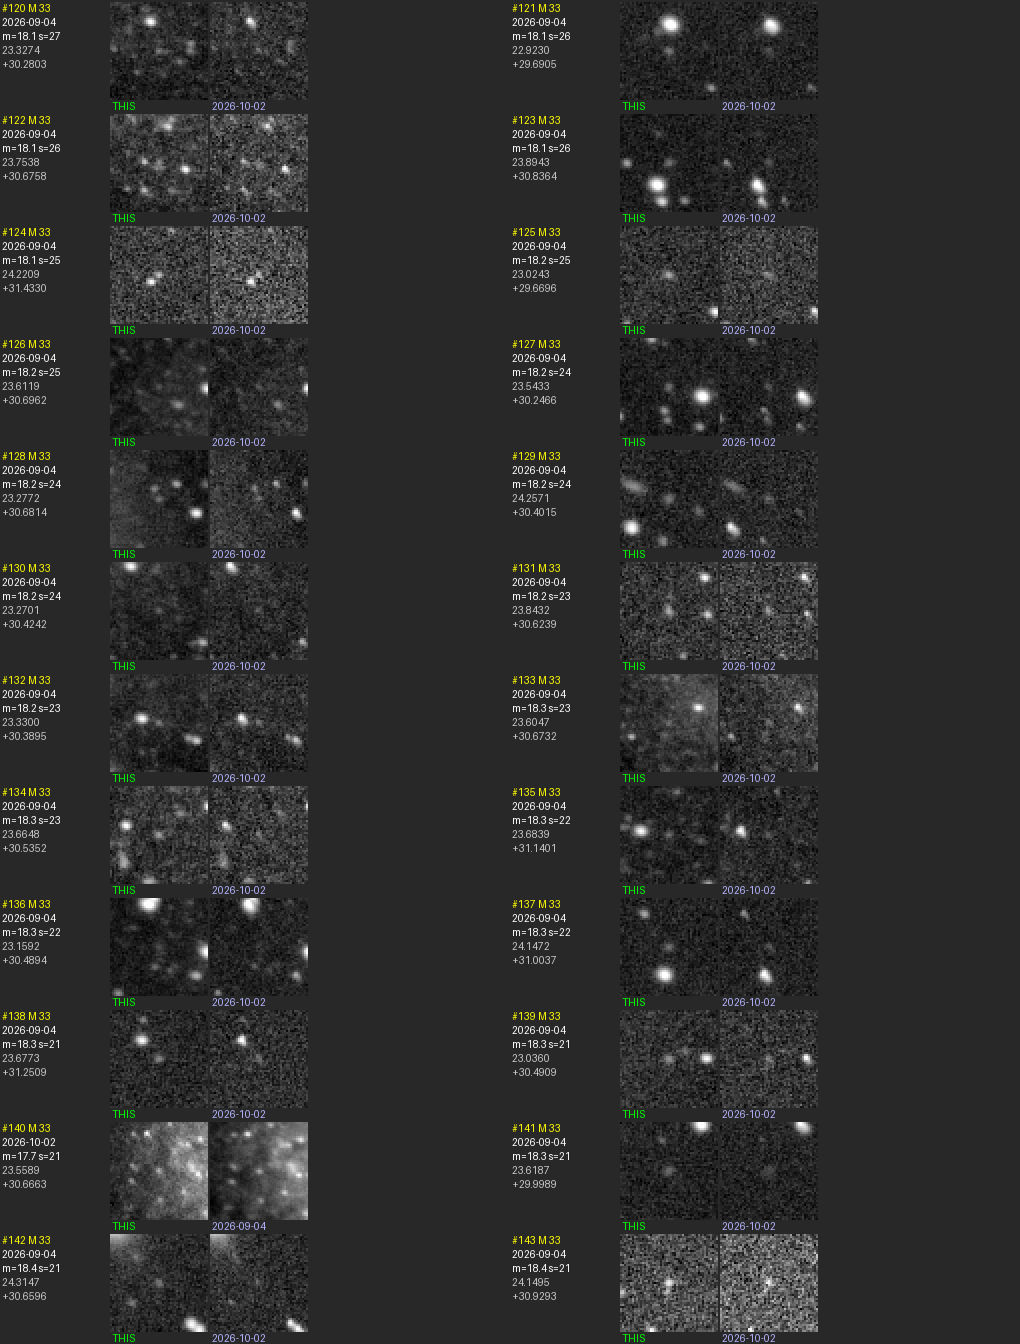 #120 M 33
2026-09-04
m=18.1 s=27
23.3274
+30.2803
THIS
2026-10-02
#121 M 33
2026-09-04
m=18.1 s=26
22.9230
+29.6905
THIS
2026-10-02
#122 M 33
2026-09-04
m=18.1 s=26
23.7538
+30.6758
THIS
2026-10-02
#123 M 33
2026-09-04
m=18.1 s=26
23.8943
+30.8364
THIS
2026-10-02
#124 M 33
2026-09-04
m=18.1 s=25
24.2209
+31.4330
THIS
2026-10-02
#125 M 33
2026-09-04
m=18.2 s=25
23.0243
+29.6696
THIS
2026-10-02
#126 M 33
2026-09-04
m=18.2 s=25
23.6119
+30.6962
THIS
2026-10-02
#127 M 33
2026-09-04
m=18.2 s=24
23.5433
+30.2466
THIS
2026-10-02
#128 M 33
2026-09-04
m=18.2 s=24
23.2772
+30.6814
THIS
2026-10-02
#129 M 33
2026-09-04
m=18.2 s=24
24.2571
+30.4015
THIS
2026-10-02
#130 M 33
2026-09-04
m=18.2 s=24
23.2701
+30.4242
THIS
2026-10-02
#131 M 33
2026-09-04
m=18.2 s=23
23.8432
+30.6239
THIS
2026-10-02
#132 M 33
2026-09-04
m=18.2 s=23
23.3300
+30.3895
THIS
2026-10-02
#133 M 33
2026-09-04
m=18.3 s=23
23.6047
+30.6732
THIS
2026-10-02
#134 M 33
2026-09-04
m=18.3 s=23
23.6648
+30.5352
THIS
2026-10-02
#135 M 33
2026-09-04
m=18.3 s=22
23.6839
+31.1401
THIS
2026-10-02
#136 M 33
2026-09-04
m=18.3 s=22
23.1592
+30.4894
THIS
2026-10-02
#137 M 33
2026-09-04
m=18.3 s=22
24.1472
+31.0037
THIS
2026-10-02
#138 M 33
2026-09-04
m=18.3 s=21
23.6773
+31.2509
THIS
2026-10-02
#139 M 33
2026-09-04
m=18.3 s=21
23.0360
+30.4909
THIS
2026-10-02
#140 M 33
2026-10-02
m=17.7 s=21
23.5589
+30.6663
THIS
2026-09-04
#141 M 33
2026-09-04
m=18.3 s=21
23.6187
+29.9989
THIS
2026-10-02
#142 M 33
2026-09-04
m=18.4 s=21
24.3147
+30.6596
THIS
2026-10-02
#143 M 33
2026-09-04
m=18.4 s=21
24.1495
+30.9293
THIS
2026-10-02